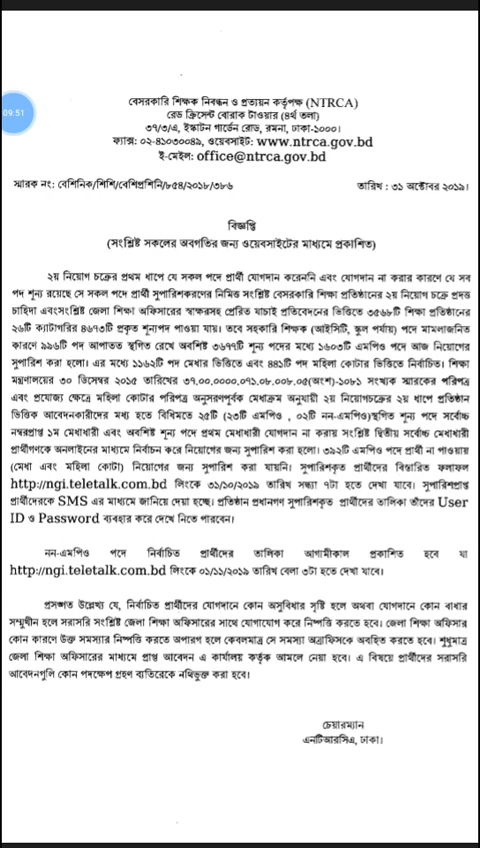 09:51
বেসরকারি শিক্ষক নিবন্ধন ও প্রত্যয়ন কর্তৃপক্ষ (NTRCA)
রেড ক্রিসেন্ট বোরাক টাওয়ার (৪র্থ তলা)
৩৭/৩/এ, ইস্কাটন গার্ডেন রোড, রমনা, ঢাকা-১০০০।
ফ্যাক্স: ০২-৪১০৩০০৪৯, ওয়েবসাইট: www.ntrca.gov.bd
ই-মেইল: office@ntrca.gov.bd
স্মারক নং: বেশিনিক/শিশি/বেশিপ্রশিনি/৮৫৪/২০১৮/৩৮৬ তারিখ : ৩১ অক্টোবর ২০১৯।
বিজ্ঞপ্তি
(সংশ্লিষ্ট সকলের অবগতির জন্য ওয়েবসাইটের মাধ্যমে প্রকাশিত)
২য় নিয়োগ চক্রের প্রথম ধাপে যে সকল পদে প্রার্থী যোগদান করেননি এবং যোগদান না করার কারণে যে সব
পদ শূন্য রয়েছে সে সকল পদে প্রার্থী সুপারিশকরণের নিমিত্ত সংশ্লিষ্ট বেসরকারি শিক্ষা প্রতিষ্ঠানের ২য় নিয়োগ চক্রে প্রদত্ত
চাহিদা এবংসংশ্লিষ্ট জেলা শিক্ষা অফিসারের স্বাক্ষরসহ প্রেরিত যাচাই প্রতিবেদনের ভিত্তিতে ৩৫৬৮টি শিক্ষা প্রতিষ্ঠানের
২৬টি ক্যাটাগরির ৪৬৭৩টি প্রকৃত শূন্যপদ পাওয়া যায়। তবে সহকারি শিক্ষক (আইসিটি, স্কুল পর্যায়) পদে মামলাজনিত
কারণে ৯৯৬টি পদ আপাতত স্থগিত রেখে অবশিষ্ট ৩৬৭৭টি শূন্য পদের মধ্যে ১৬০৩টি এমপিও পদে আজ নিয়োগের
সুপারিশ করা হলো। এর মধ্যে ১১৬২টি পদ মেধার ভিত্তিতে এবং ৪৪১টি পদ মহিলা কোটার ভিত্তিতে নির্বাচিত। শিক্ষা
মন্ত্রণালয়ের ৩০ ডিসেম্বর ২০১৫ তারিখের ৩৭.০০.০০০০.০৭১.০৮.০০৮.০৫(অংশ)-১০৮১ সংখ্যক স্মারকের পরিপত্র
এবং প্রযোজ্য ক্ষেত্রে মহিলা কোটার পরিপত্র অনুসরণপূর্বক মেধাক্রম অনুযায়ী ২য় নিয়োগচক্রের ২য় ধাপে প্রতিষ্ঠান
ভিত্তিক আবেদনকারীদের মধ্য হতে বিধিমতে ২৫টি (২৩টি এমপিও , ০২টি নন-এমপিও)স্থগিত শূন্য পদে সর্বোচ্চ
নম্বরপ্রাপ্ত ১ম মেধাধারী এবং অবশিষ্ট শূন্য পদে প্রথম মেধাধারী যোগদান না করায় সংশ্লিষ্ট দ্বিতীয় সর্বোচ্চ মেধাধারী
প্রার্থীগণকে অনলাইনের মাধ্যমে নির্বাচন করে নিয়োগের জন্য সুপারিশ করা হলো। ৩৯২টি এমপিও পদে প্রার্থী না পাওয়ায়
(মেধা এবং মহিলা কোটা) নিয়োগের জন্য সুপারিশ করা যায়নি। সুপারিশকৃত প্রার্থীদের বিস্তারিত ফলাফল
http://ngi.teletalk.com.bd লিংকে ৩১/১০/২০১৯ তারিখ সন্ধ্যা ৭টা হতে দেখা যাবে। সুপারিশপ্রাপ্ত
প্রার্থীদেরকে SMS এর মাধ্যমে জানিয়ে দেয়া হচ্ছে। প্রতিষ্ঠান প্রধানগণ সুপারিশকৃত প্রার্থীদের তালিকা তাঁদের User
ID ও Password ব্যবহার করে দেখে নিতে পারবেন।
নন-এমপিও পদে নির্বাচিত প্রার্থীদের তালিকা আগামীকাল প্রকাশিত হবে যা
http://ngi.teletalk.com.bd লিংকে ০১/১১/২০১৯ তারিখ বেলা ৩টা হতে দেখা যাবে।
প্রসঙ্গত উল্লেখ্য যে, নির্বাচিত প্রার্থীদের যোগদানে কোন অসুবিধার সৃষ্টি হলে অথবা যোগদানে কোন বাধার
সম্মুখীন হলে সরাসরি সংশ্লিষ্ট জেলা শিক্ষা অফিসারের সাথে যোগাযোগ করে নিস্পত্তি করতে হবে। জেলা শিক্ষা অফিসার
কোন কারণে উক্ত সমস্যার নিষ্পত্তি করতে অপারগ হলে কেবলমাত্র সে সমস্যা অত্রাফিসকে অবহিত করতে হবে। শুধুমাত্র
জেলা শিক্ষা অফিসারের মাধ্যমে প্রাপ্ত আবেদন এ কার্যালয় কর্তৃক আমলে নেয়া হবে। এ বিষয়ে প্রার্থীদের সরাসরি
আবেদনগুলি কোন পদক্ষেপ গ্রহণ ব্যতিরেকে নথিভুক্ত করা হবে।
চেয়ারম্যান
এনটিআরসিএ, ঢাকা।